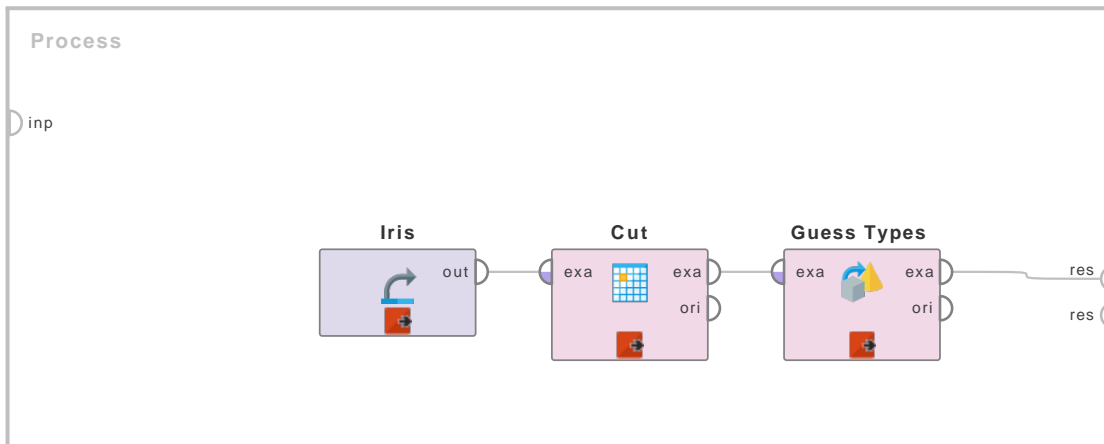 Process
inp
Iris
Cut
Guess Types
out
exa
exa
ori
exa
exa
ori
res
res